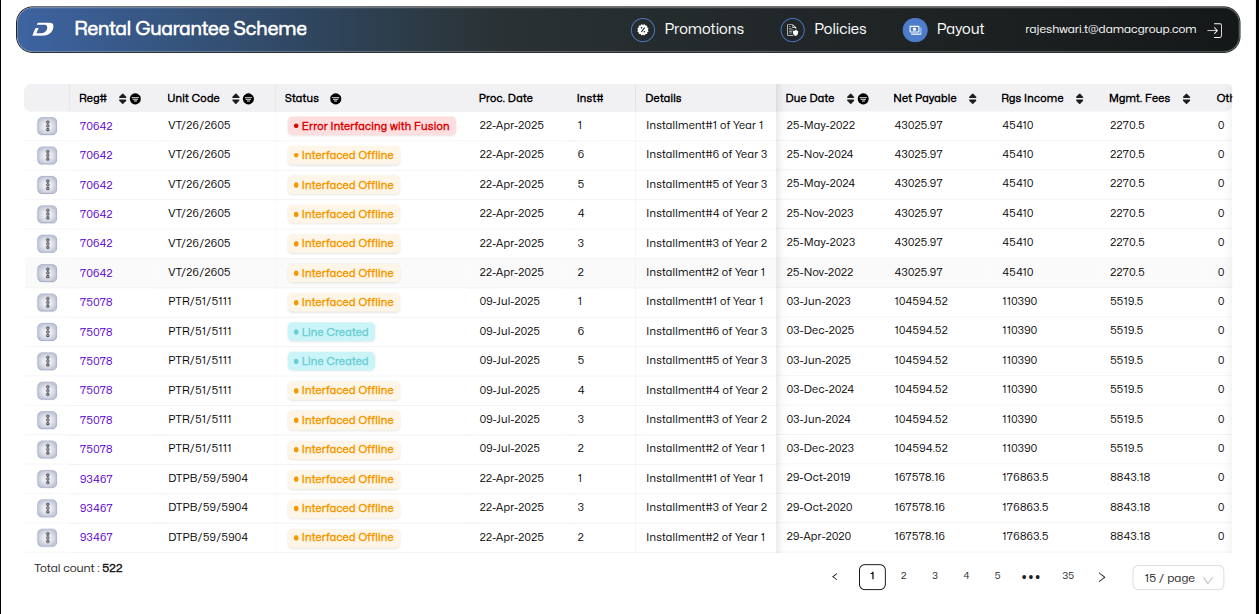 Rental Guarantee Scheme Promotions Policies Payout rajeshwari.t@damacgroup.com
Reg# Unit Code Status Proc. Date Inst# Details Due Date Net Payable Rgs Income Mgmt. Fees Oth
70642 VT/26/2605 Error Interfacing with Fusion 22-Apr-2025 1 Installment#1 of Year 1 25-May-2022 43025.97 45410 2270.5 0
70642 VT/26/2605 Interfaced Offline 22-Apr-2025 6 Installment#6 of Year 3 25-Nov-2024 43025.97 45410 2270.5 0
70642 VT/26/2605 Interfaced Offline 22-Apr-2025 5 Installment#5 of Year 3 25-May-2024 43025.97 45410 2270.5 0
70642 VT/26/2605 Interfaced Offline 22-Apr-2025 4 Installment#4 of Year 2 25-Nov-2023 43025.97 45410 2270.5 0
70642 VT/26/2605 Interfaced Offline 22-Apr-2025 3 Installment#3 of Year 2 25-May-2023 43025.97 45410 2270.5 0
70642 VT/26/2605 Interfaced Offline 22-Apr-2025 2 Installment#2 of Year 1 25-Nov-2022 43025.97 45410 2270.5 0
75078 PTR/51/5111 Interfaced Offline 09-Jul-2025 1 Installment#1 of Year 1 03-Jun-2023 104594.52 110390 5519.5 0
75078 PTR/51/5111 Line Created 09-Jul-2025 6 Installment#6 of Year 3 03-Dec-2025 104594.52 110390 5519.5 0
75078 PTR/51/5111 Line Created 09-Jul-2025 5 Installment#5 of Year 3 03-Jun-2025 104594.52 110390 5519.5 0
75078 PTR/51/5111 Interfaced Offline 09-Jul-2025 4 Installment#4 of Year 2 03-Dec-2024 104594.52 110390 5519.5 0
75078 PTR/51/5111 Interfaced Offline 09-Jul-2025 3 Installment#3 of Year 2 03-Jun-2024 104594.52 110390 5519.5 0
75078 PTR/51/5111 Interfaced Offline 09-Jul-2025 2 Installment#2 of Year 1 03-Dec-2023 104594.52 110390 5519.5 0
93467 DTPB/59/5904 Interfaced Offline 22-Apr-2025 1 Installment#1 of Year 1 29-Oct-2019 167578.16 176863.5 8843.18 0
93467 DTPB/59/5904 Interfaced Offline 22-Apr-2025 3 Installment#3 of Year 2 29-Oct-2020 167578.16 176863.5 8843.18 0
93467 DTPB/59/5904 Interfaced Offline 22-Apr-2025 2 Installment#2 of Year 1 29-Apr-2020 167578.16 176863.5 8843.18 0
Total count : 522
< 1 2 3 4 5 ••• 35 > 15 / page